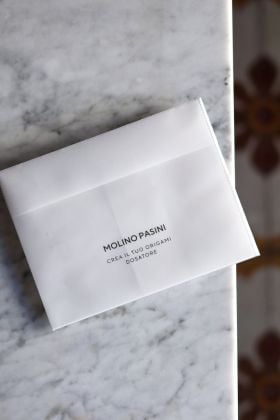 MOLINO PASINI
CREA IL TUO ORIGAMI
DOSATORE